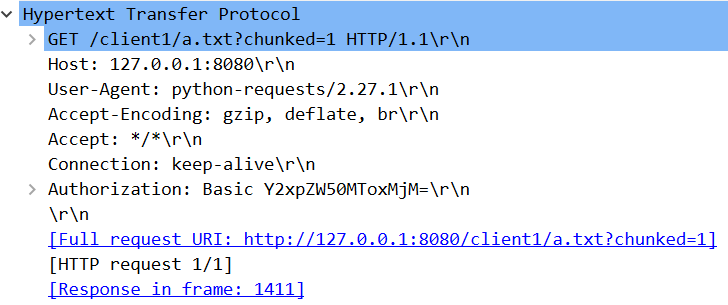 Hypertext Transfer Protocol
GET /client1/a.txt?chunked=1 HTTP/1.1\r\n
Host: 127.0.0.1:8080\r\n
User-Agent: python-requests/2.27.1\r\n
Accept-Encoding: gzip, deflate, br\r\n
Accept: */*\r\n
Connection: keep-alive\r\n
Authorization: Basic Y2xpZW50MToxMjM=\r\n
\r\n
[Full request URI: http://127.0.0.1:8080/client1/a.txt?chunked=1]
[HTTP request 1/1]
[Response in frame: 1411]